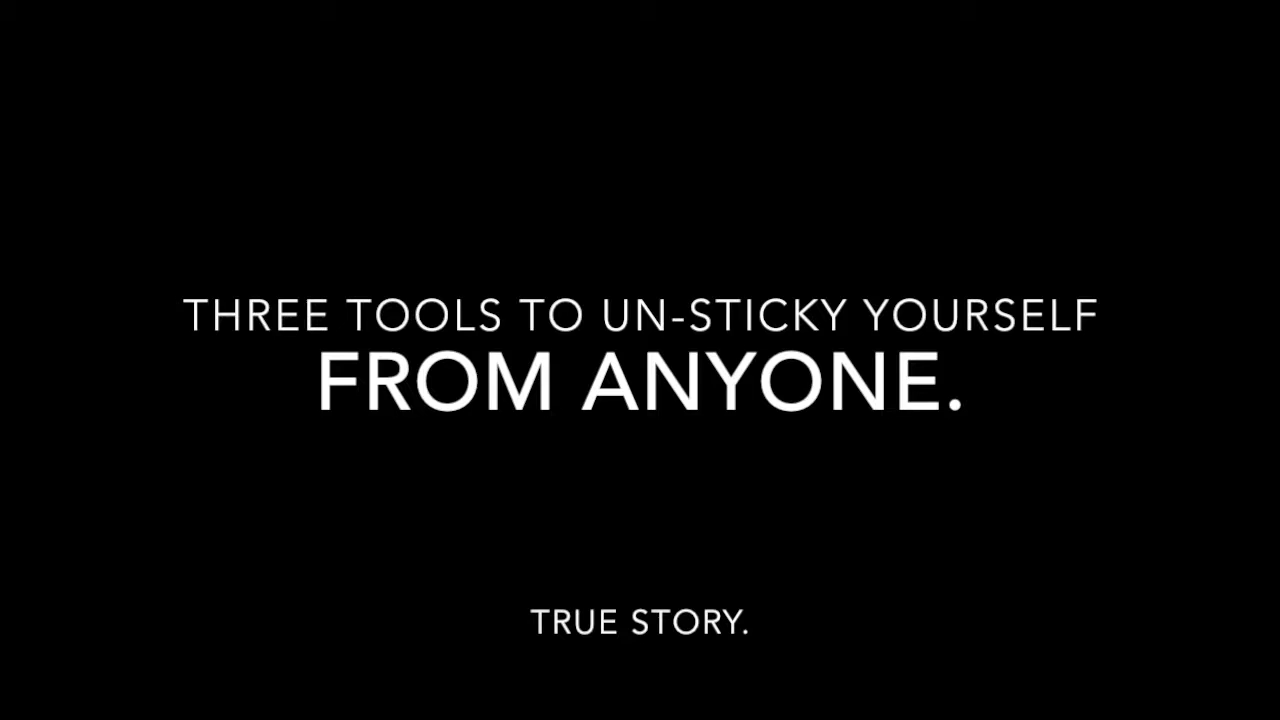 THREE TOOLS TO UN-STICKY YOURSELF
FROM ANYONE.
TRUE STORY.